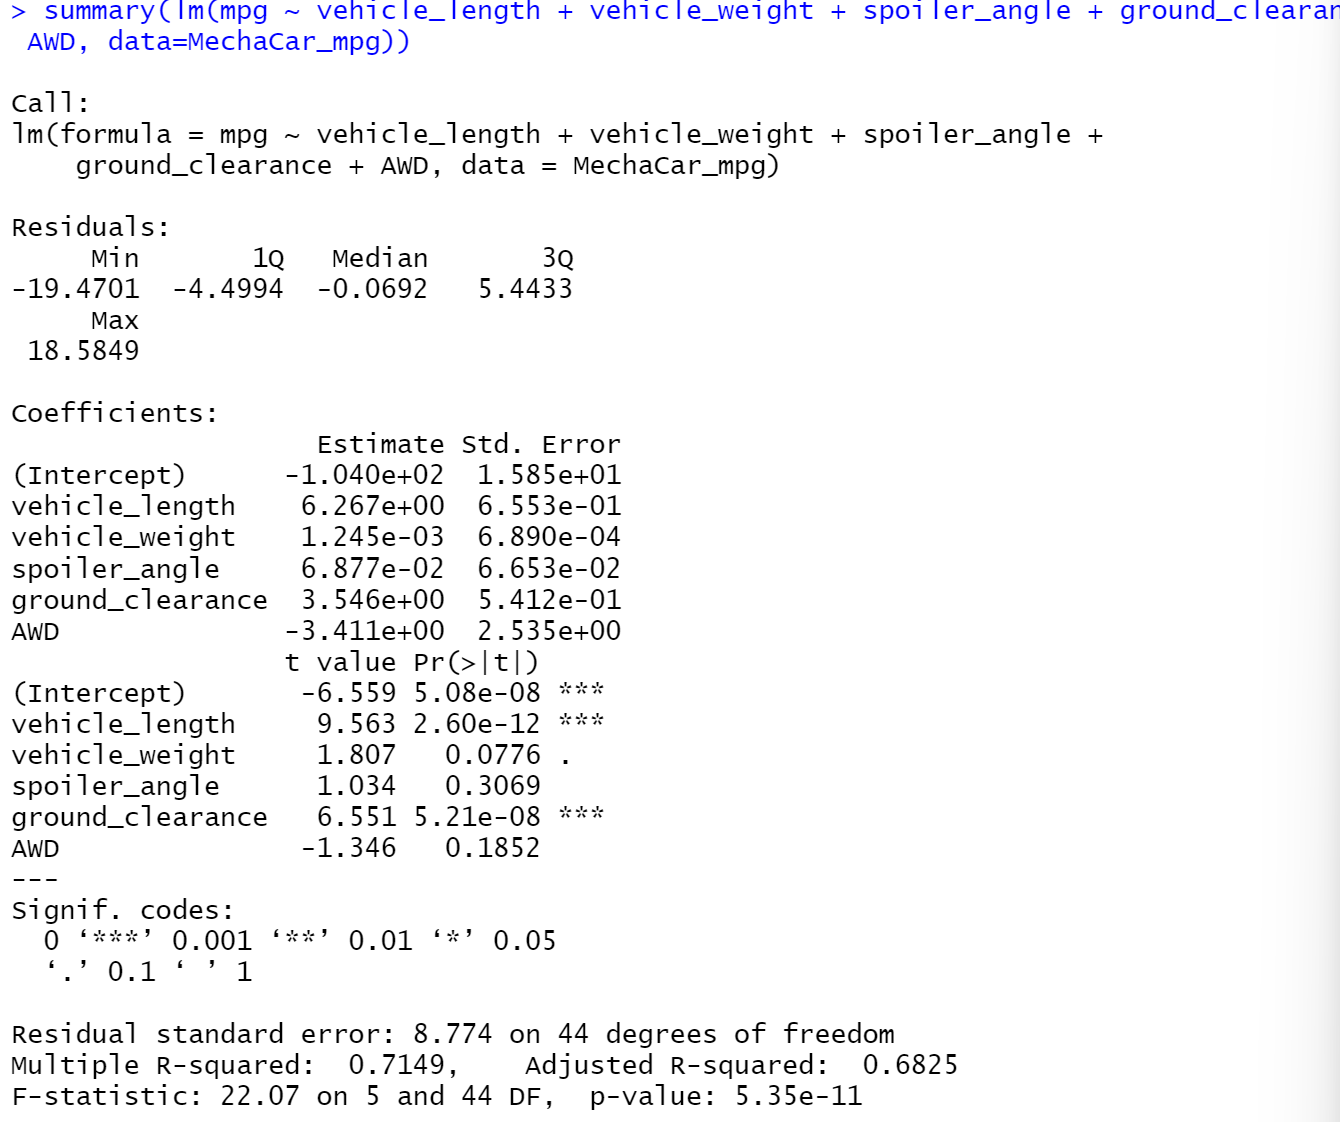 > summary(lm(mpg ~ vehicle_length + vehicle_weight + spoiler_angle +
AWD, data=MechaCar_mpg))
Call:
lm(formula = mpg ~ vehicle_length + vehicle_weight + spoiler_angle +
ground_clearance + AWD, data = MechaCar_mpg)
Residuals:
Min 1Q Median 3Q
-19.4701 -4.4994 -0.0692 5.4433
Max
18.5849
Coefficients:
Estimate Std. Error
(Intercept) -1.040e+02 1.585e+01
vehicle_length 6.267e+00 6.553e-01
vehicle_weight 1.245e-03 6.890e-04
spoiler_angle 6.877e-02 6.653e-02
ground_clearance 3.546e+00 5.412e-01
AWD -3.411e+00 2.535e+00
t value Pr(>|t|)
(Intercept) -6.559 5.08e-08 ***
vehicle_length 9.563 2.60e-12 ***
vehicle_weight 1.807 0.0776 .
spoiler_angle 1.034 0.3069
ground_clearance 6.551 5.21e-08 ***
AWD -1.346 0.1852
---
Signif. codes:
0 ‘***’ 0.001 ‘**’ 0.01 ‘*’ 0.05
‘.’ 0.1 ‘ ’ 1
Residual standard error: 8.774 on 44 degrees of freedom
Multiple R-squared: 0.7149, Adjusted R-squared: 0.6825
F-statistic: 22.07 on 5 and 44 DF, p-value: 5.35e-11